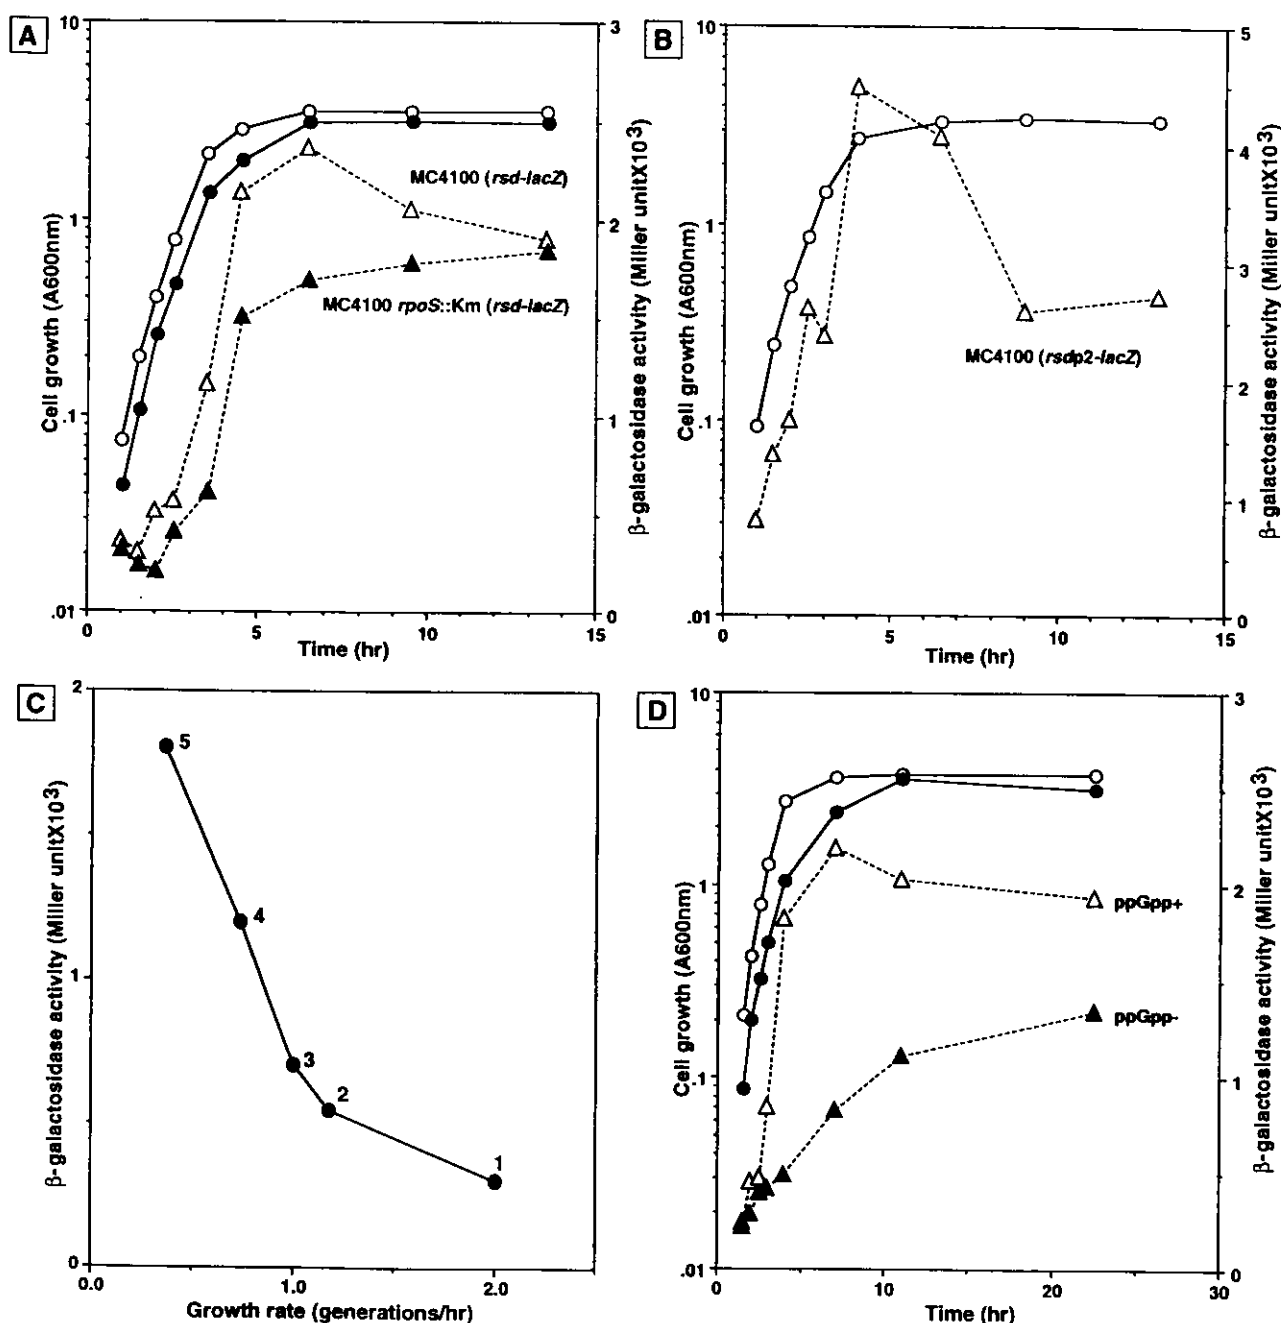 A
10
1
.1
.01
Cell growth (A600nm)
3
2
1
0
β-galactosidase activity (Miller unitX10³)
MC4100 (rsd-lacZ)
MC4100 rpoS::Km (rsd-lacZ)
0
5
10
15
Time (hr)
B
10
1
.1
.01
Cell growth (A600nm)
5
4
3
2
1
0
β-galactosidase activity (Miller unitX10³)
MC4100 (rsdp2-lacZ)
0
5
10
15
Time (hr)
C
2
1
0
β-galactosidase activity (Miller unitX10³)
5
4
3
2
1
0.0
1.0
2.0
Growth rate (generations/hr)
D
10
1
.1
.01
Cell growth (A600nm)
3
2
1
0
β-galactosidase activity (Miller unitX10³)
ppGpp+
ppGpp-
0
10
20
30
Time (hr)